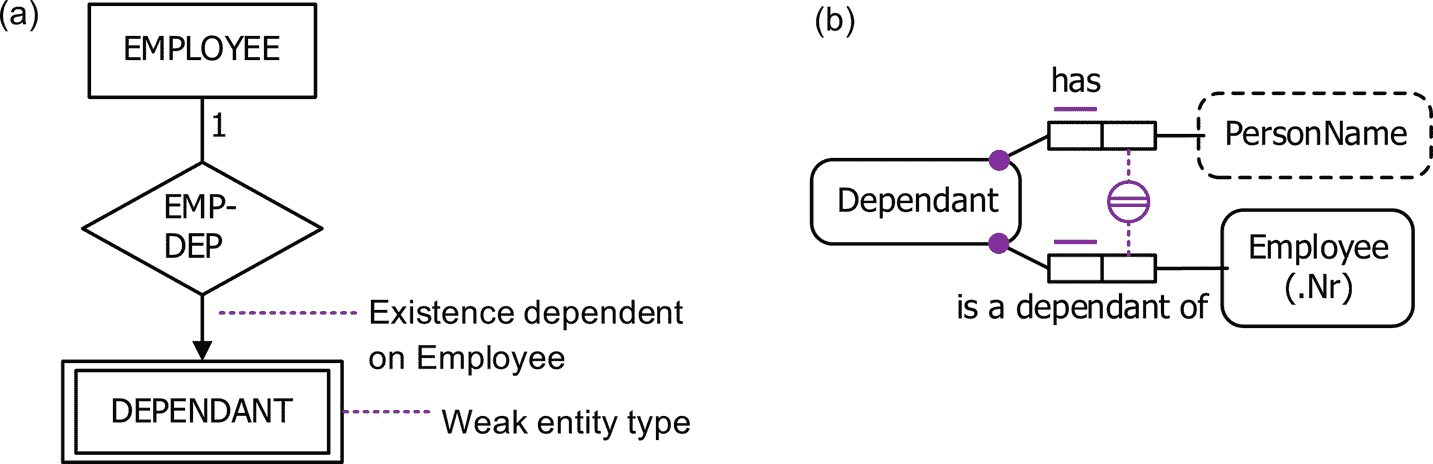 (a)
EMPLOYEE
1
EMP-
DEP
Existence dependent
on Employee
DEPENDANT
Weak entity type
(b)
has
PersonName
Dependant
Employee
(.Nr)
is a dependant of